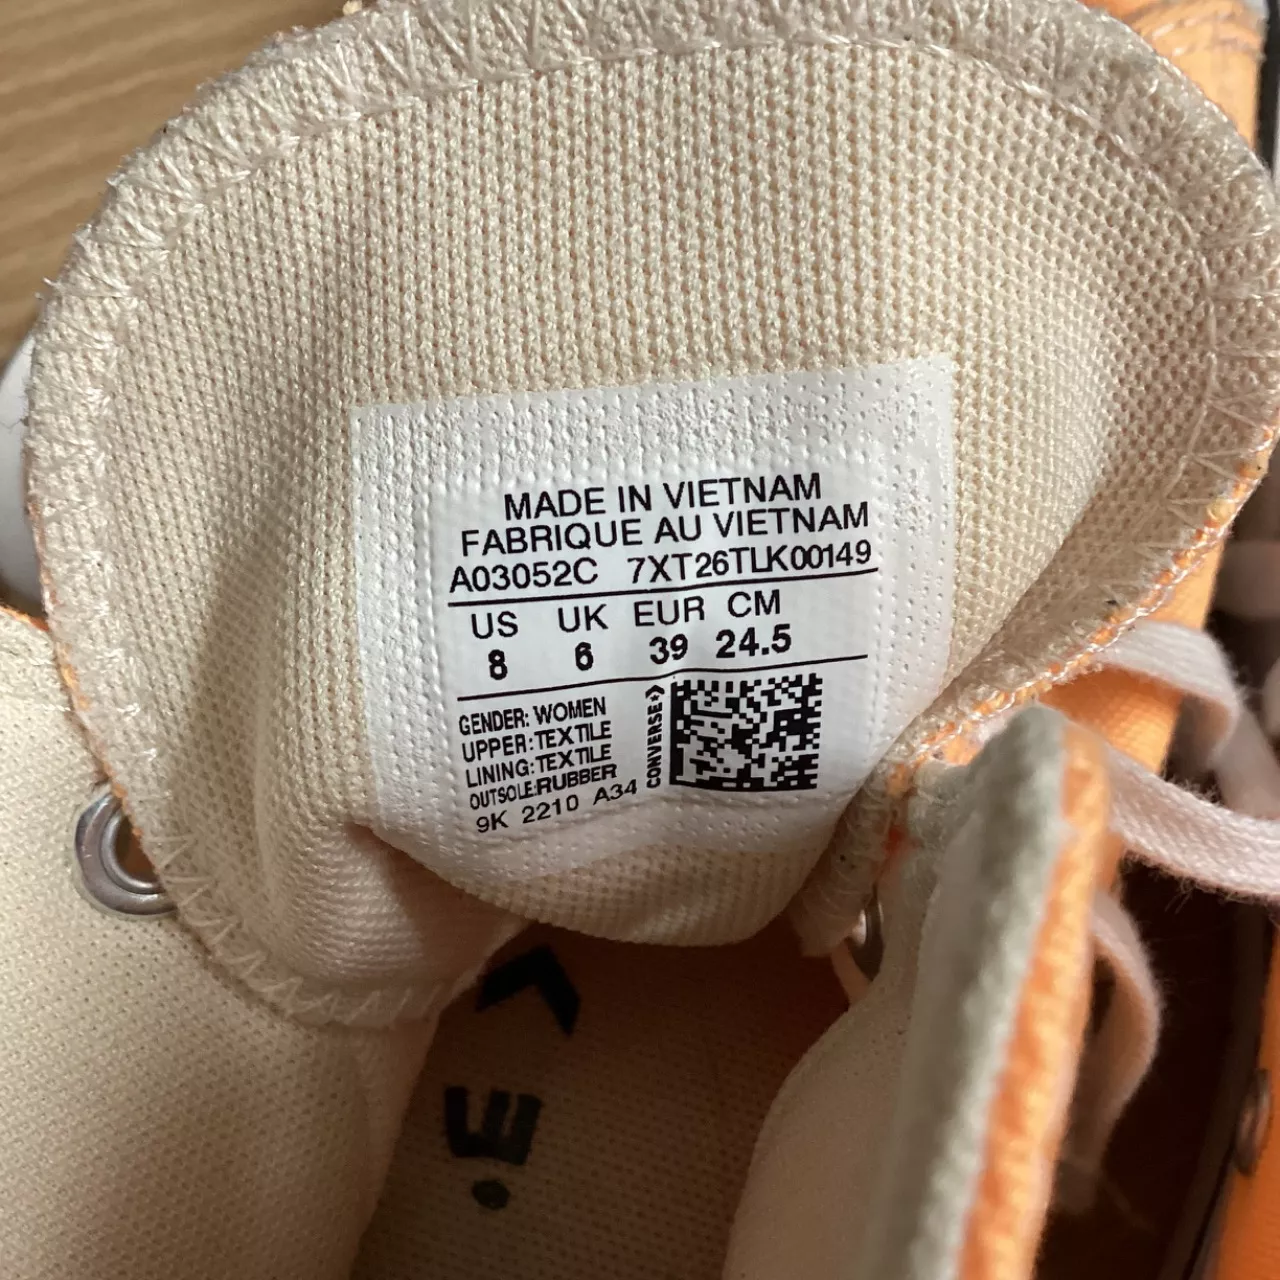 MADE IN VIETNAM
FABRIQUE AU VIETNAM
A03052C 7XT26TLK00149
US UK EUR CM
8 6 39 24.5
GENDER: WOMEN
UPPER: TEXTILE
LINING: TEXTILE
OUTSOLE:RUBBER
9K 2210 A34
CONVERSE